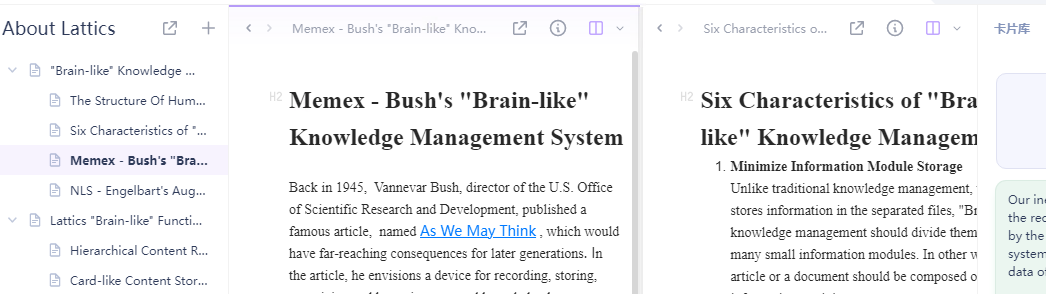 About Lattics
"Brain-like" Knowledge ...
The Structure Of Hum...
Six Characteristics of "...
Memex - Bush's "Bra...
NLS - Engelbart's Aug...
Lattics "Brain-like" Functi...
Hierarchical Content R...
Card-like Content Stor...
Memex - Bush's "Brain-like" Kno...
H2 Memex - Bush's "Brain-like"
Knowledge Management System
Back in 1945, Vannevar Bush, director of the U.S. Office
of Scientific Research and Development, published a
famous article, named As We May Think , which would
have far-reaching consequences for later generations. In
the article, he envisions a device for recording, storing,
Six Characteristics o...
H2 Six Characteristics of "Bra
like" Knowledge Managem
1. Minimize Information Module Storage
Unlike traditional knowledge management,
stores information in the separated files, "Br
knowledge management should divide them
many small information modules. In other w
article or a document should be composed o
卡片库
Our ine
the rec
by the
system
data of